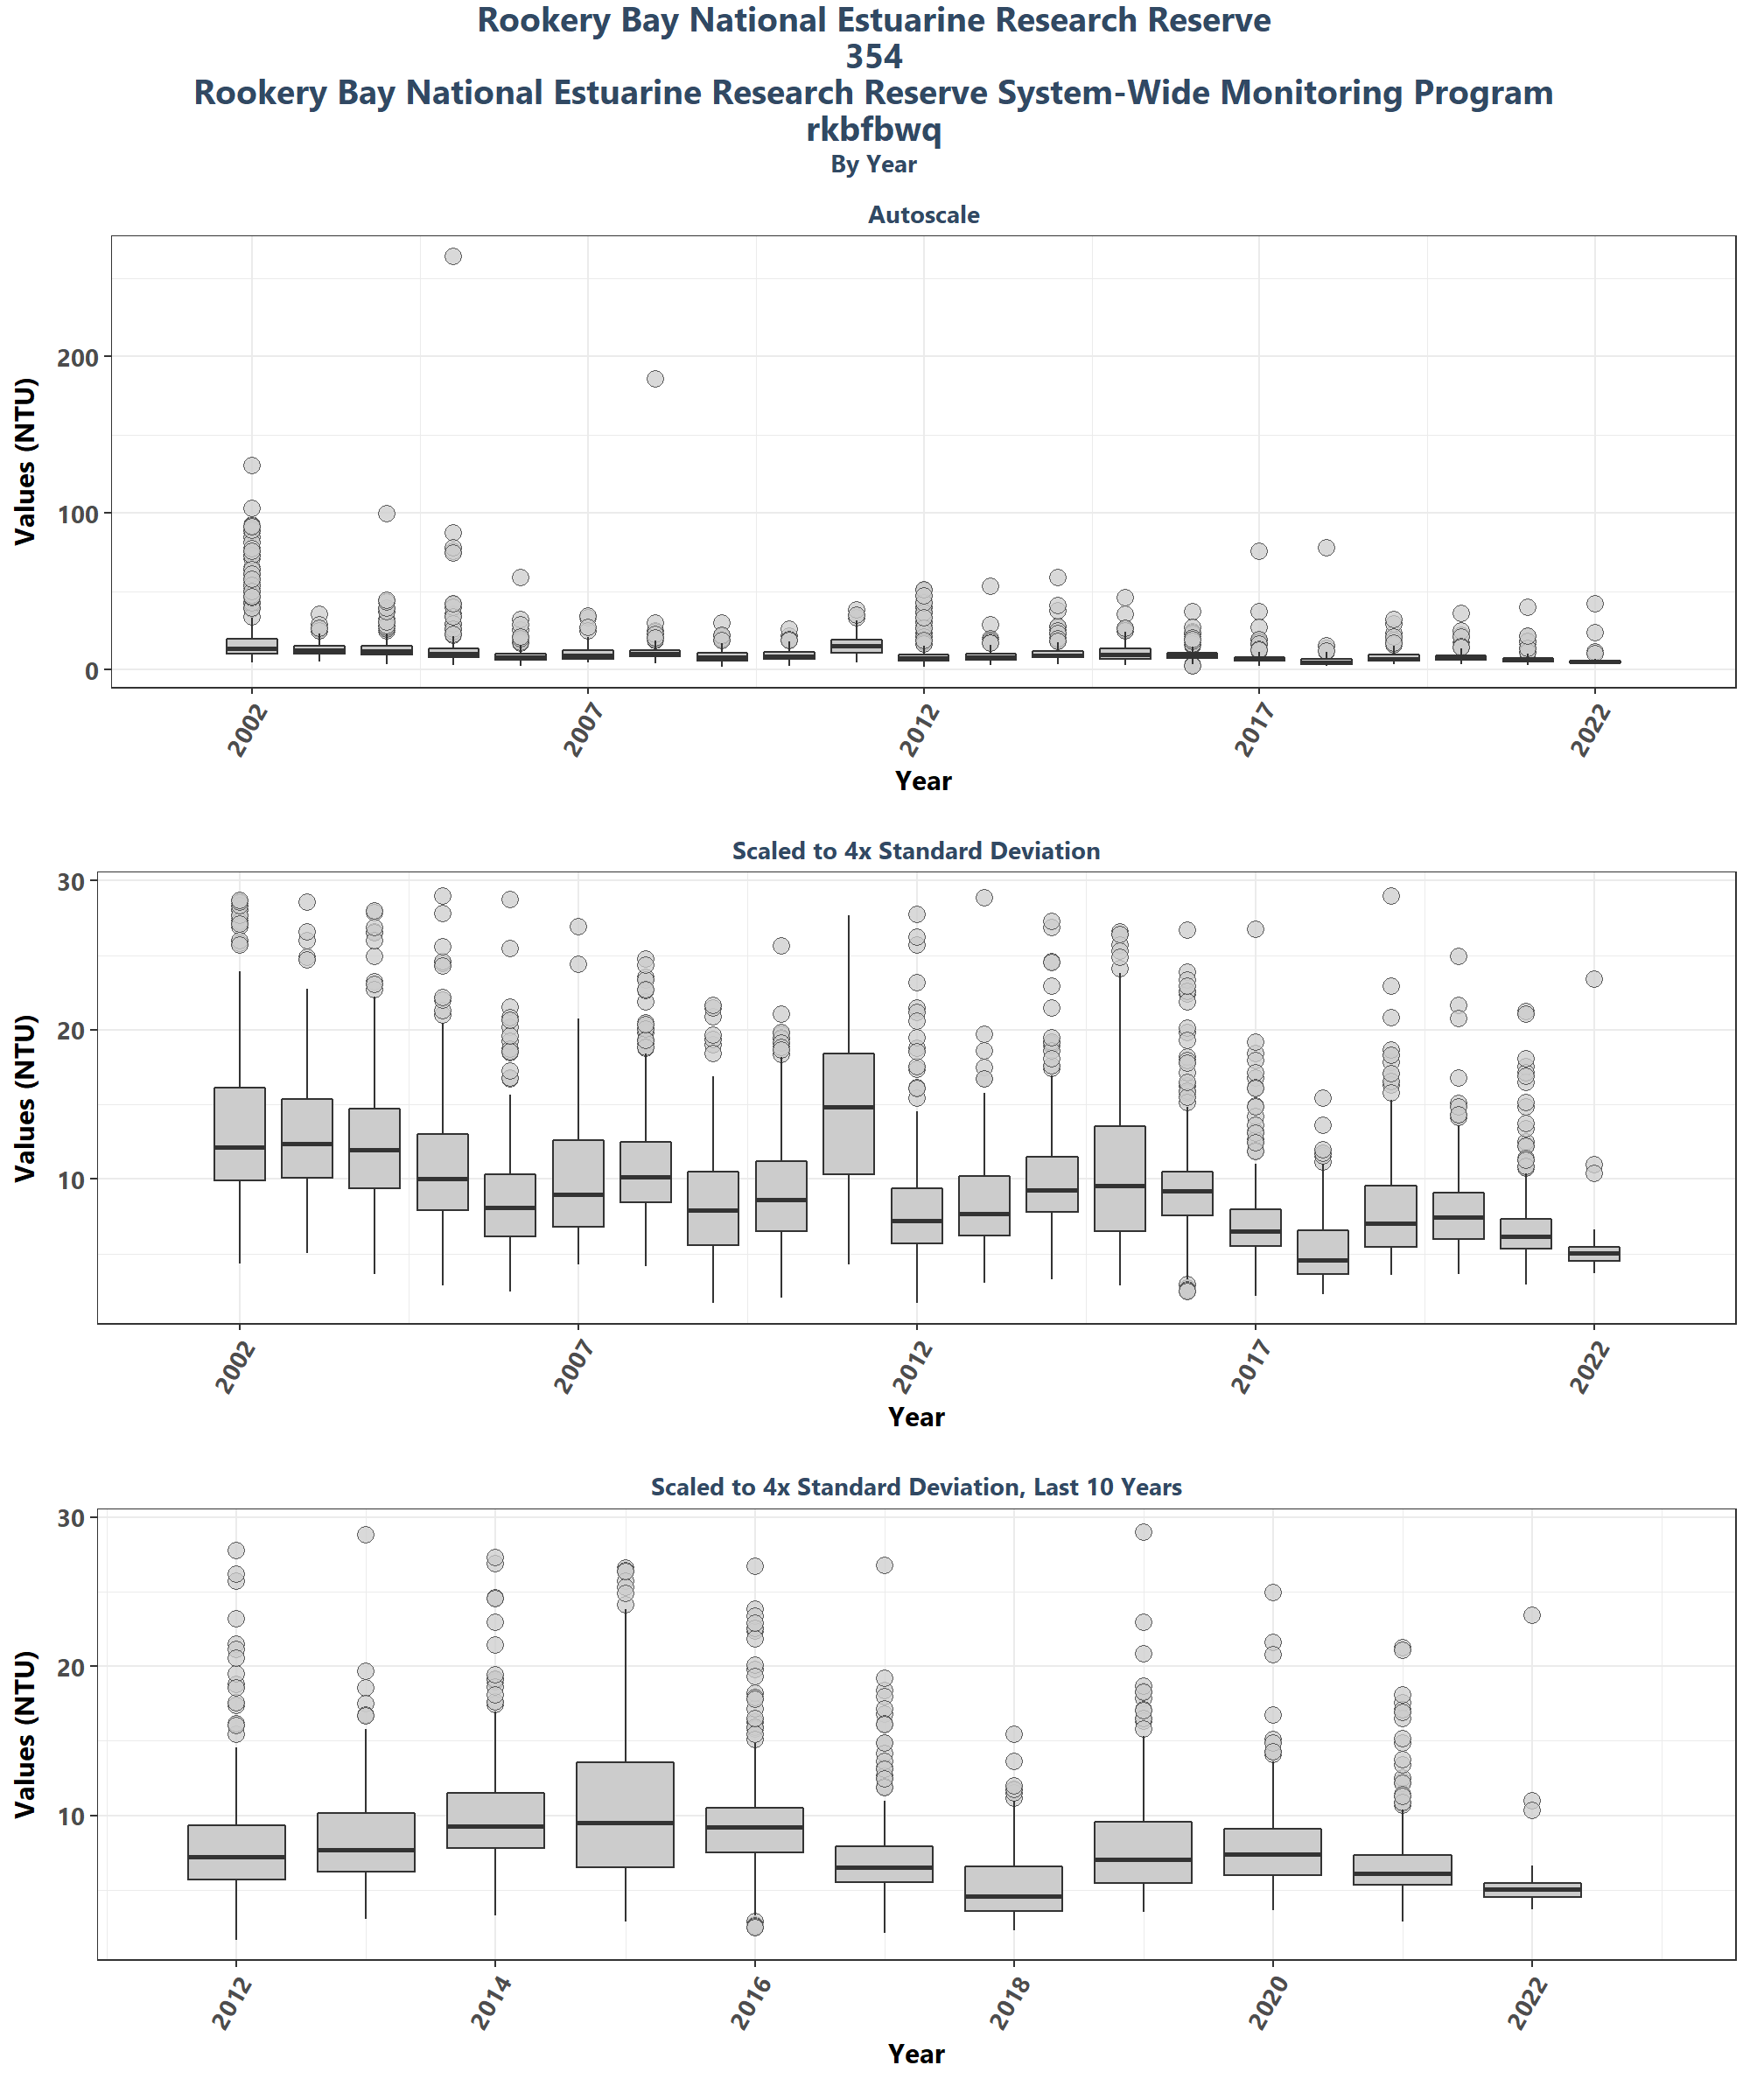 Rookery Bay National Estuarine Research Reserve
354
Rookery Bay National Estuarine Research Reserve System-Wide Monitoring Program
rkbfbwq
By Year
Autoscale
Values (NTU)
200
100
0
2002
2007
2012
2017
2022
Year
Scaled to 4x Standard Deviation
Values (NTU)
30
20
10
2002
2007
2012
2017
2022
Year
Scaled to 4x Standard Deviation, Last 10 Years
Values (NTU)
30
20
10
2012
2014
2016
2018
2020
2022
Year